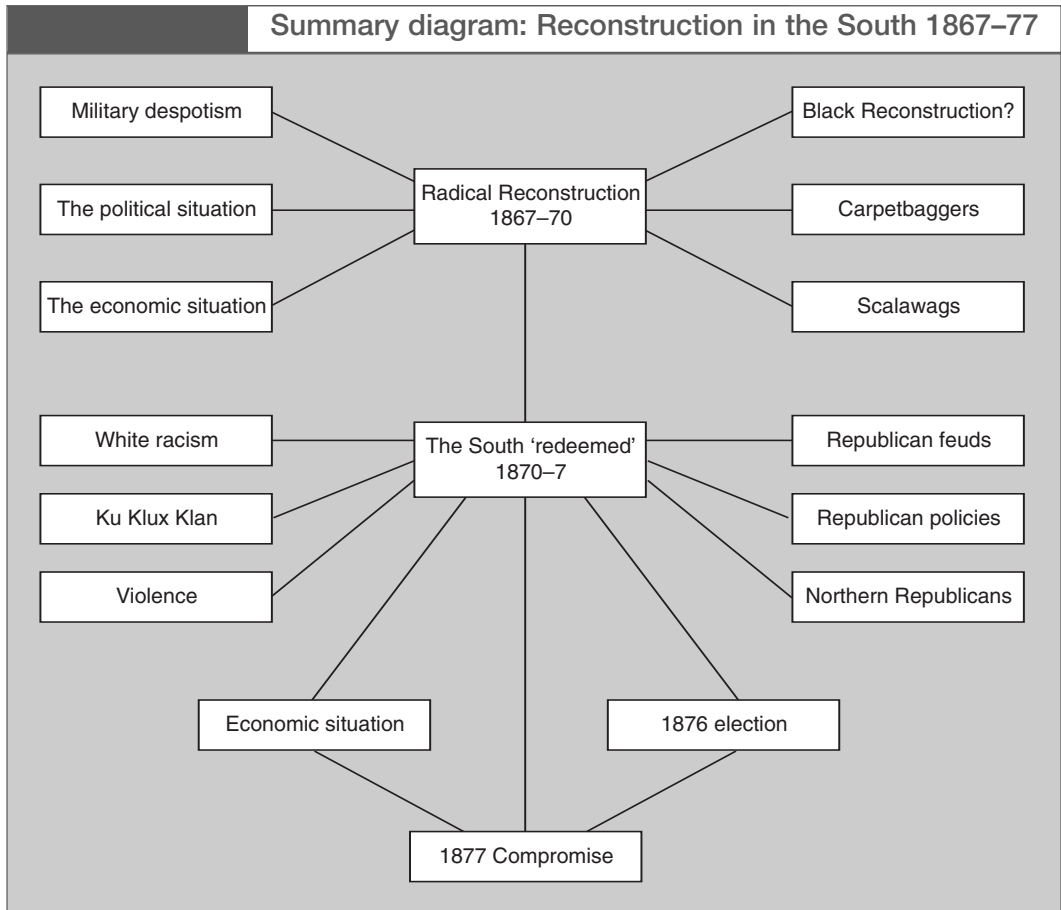 Summary diagram: Reconstruction in the South 1867–77
Military despotism
Black Reconstruction?
Radical Reconstruction
1867–70
The political situation
Carpetbaggers
The economic situation
Scalawags
White racism
The South ‘redeemed’
1870–7
Republican feuds
Ku Klux Klan
Republican policies
Violence
Northern Republicans
Economic situation
1876 election
1877 Compromise